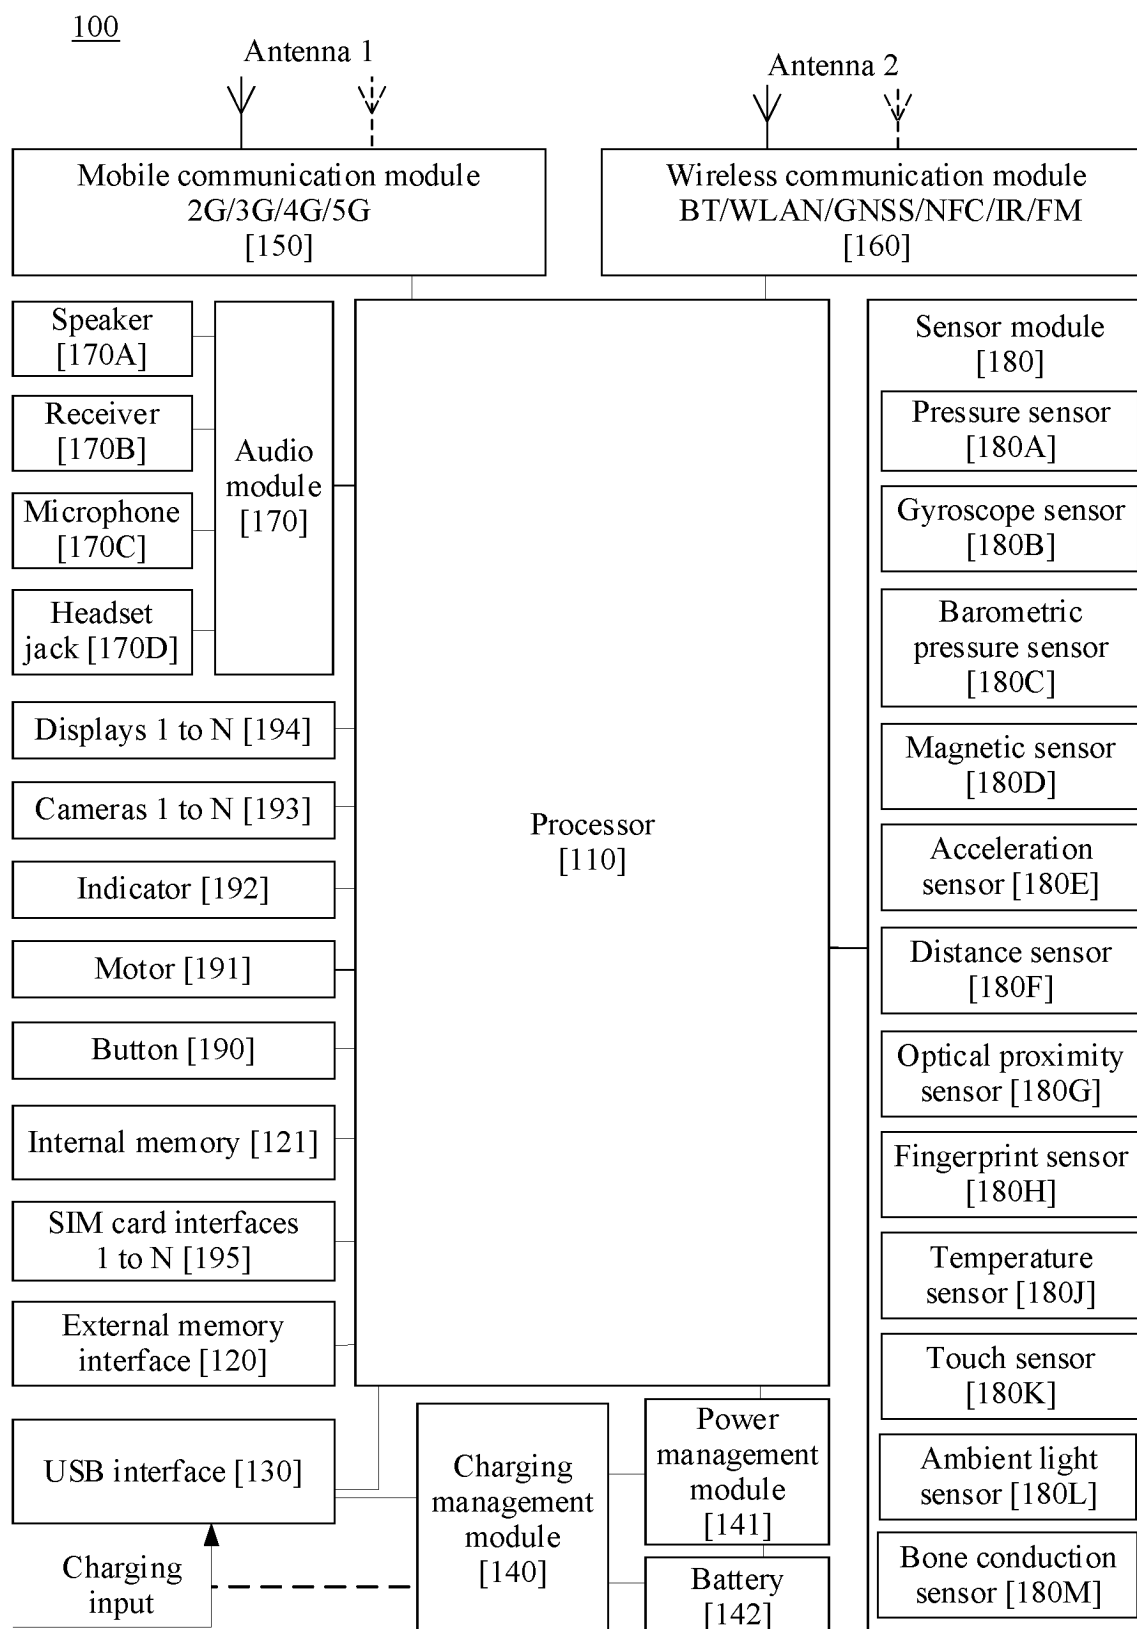 100
Antenna 1
Antenna 2
Mobile communication module
2G/3G/4G/5G
[150]
Wireless communication module
BT/WLAN/GNSS/NFC/IR/FM
[160]
Speaker
[170A]
Receiver
[170B]
Microphone
[170C]
Headset
jack [170D]
Audio
module
[170]
Displays 1 to N [194]
Cameras 1 to N [193]
Indicator [192]
Motor [191]
Button [190]
Internal memory [121]
SIM card interfaces
1 to N [195]
External memory
interface [120]
USB interface [130]
Charging
input
Processor
[110]
Charging
management
module
[140]
Power
management
module
[141]
Battery
[142]
Sensor module
[180]
Pressure sensor
[180A]
Gyroscope sensor
[180B]
Barometric
pressure sensor
[180C]
Magnetic sensor
[180D]
Acceleration
sensor [180E]
Distance sensor
[180F]
Optical proximity
sensor [180G]
Fingerprint sensor
[180H]
Temperature
sensor [180J]
Touch sensor
[180K]
Ambient light
sensor [180L]
Bone conduction
sensor [180M]